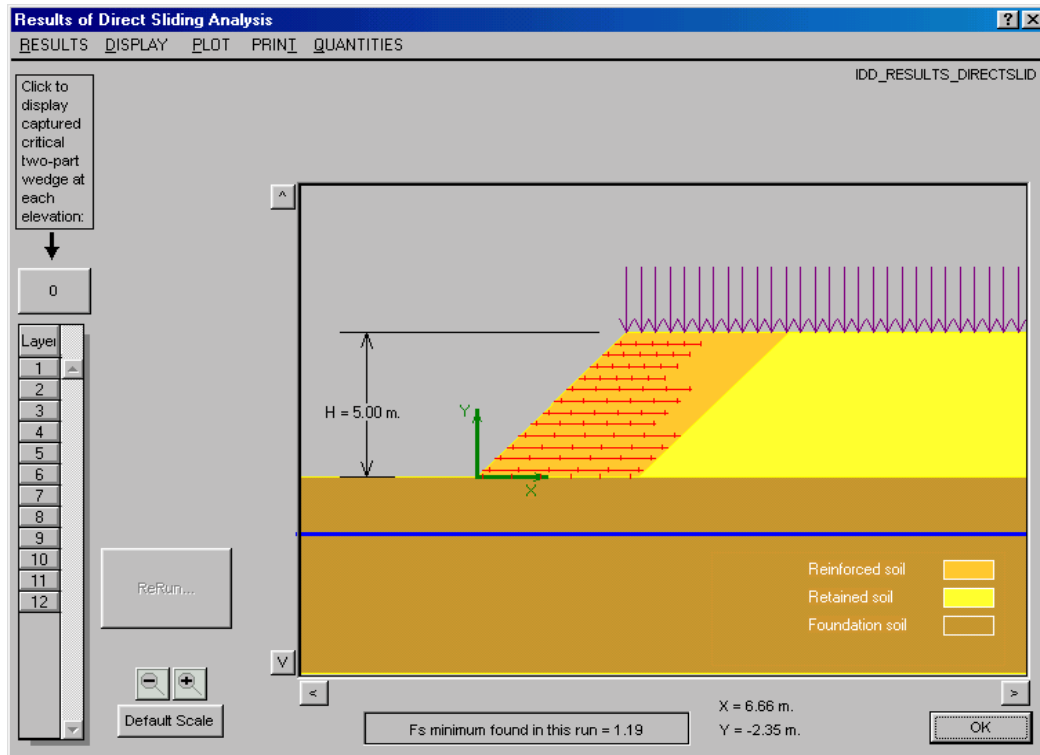 Results of Direct Sliding Analysis
RESULTS DISPLAY PLOT PRINT QUANTITIES
IDD_RESULTS_DIRECTSLID
Click to
display
captured
critical
two-part
wedge at
each
elevation:
0
Layer
1
2
3
4
5
6
7
8
9
10
11
12
ReRun...
Default Scale
^
v
<
>
H = 5.00 m.
Y
X
Reinforced soil
Retained soil
Foundation soil
Fs minimum found in this run = 1.19
X = 6.66 m.
Y = -2.35 m.
OK